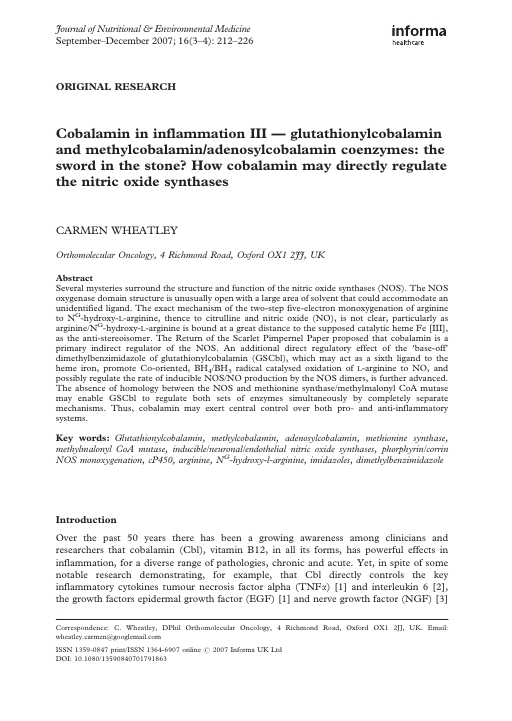 Journal of Nutritional & Environmental Medicine
September–December 2007; 16(3–4): 212–226
informa
healthcare
ORIGINAL RESEARCH
Cobalamin in inflammation III — glutathionylcobalamin
and methylcobalamin/adenosylcobalamin coenzymes: the
sword in the stone? How cobalamin may directly regulate
the nitric oxide synthases
CARMEN WHEATLEY
Orthomolecular Oncology, 4 Richmond Road, Oxford OX1 2JJ, UK
Abstract
Several mysteries surround the structure and function of the nitric oxide synthases (NOS). The NOS
oxygenase domain structure is unusually open with a large area of solvent that could accommodate an
unidentified ligand. The exact mechanism of the two-step five-electron monoxygenation of arginine
to N^G-hydroxy-L-arginine, thence to citrulline and nitric oxide (NO), is not clear, particularly as
arginine/N^G-hydroxy-L-arginine is bound at a great distance to the supposed catalytic heme Fe [III],
as the anti-stereoisomer. The Return of the Scarlet Pimpernel Paper proposed that cobalamin is a
primary indirect regulator of the NOS. An additional direct regulatory effect of the 'base-off'
dimethylbenzimidazole of glutathionylcobalamin (GSCbl), which may act as a sixth ligand to the
heme iron, promote Co-oriented, BH4/BH3 radical catalysed oxidation of L-arginine to NO, and
possibly regulate the rate of inducible NOS/NO production by the NOS dimers, is further advanced.
The absence of homology between the NOS and methionine synthase/methylmalonyl CoA mutase
may enable GSCbl to regulate both sets of enzymes simultaneously by completely separate
mechanisms. Thus, cobalamin may exert central control over both pro- and anti-inflammatory
systems.
Key words: Glutathionylcobalamin, methylcobalamin, adenosylcobalamin, methionine synthase,
methylmalonyl CoA mutase, inducible/neuronal/endothelial nitric oxide synthases, phorphyrin/corrin
NOS monoxygenation, cP450, arginine, N^G-hydroxy-l-arginine, imidazoles, dimethylbenzimidazole
Introduction
Over the past 50 years there has been a growing awareness among clinicians and
researchers that cobalamin (Cbl), vitamin B12, in all its forms, has powerful effects in
inflammation, for a diverse range of pathologies, chronic and acute. Yet, in spite of some
notable research demonstrating, for example, that Cbl directly controls the key
inflammatory cytokines tumour necrosis factor alpha (TNFα) [1] and interleukin 6 [2],
the growth factors epidermal growth factor (EGF) [1] and nerve growth factor (NGF) [3]
Correspondence: C. Wheatley, DPhil Orthomolecular Oncology, 4 Richmond Road, Oxford OX1 2JJ, UK. Email:
wheatley.carmen@googlemail.com
ISSN 1359-0847 print/ISSN 1364-6907 online © 2007 Informa UK Ltd
DOI: 10.1080/13590840701791863